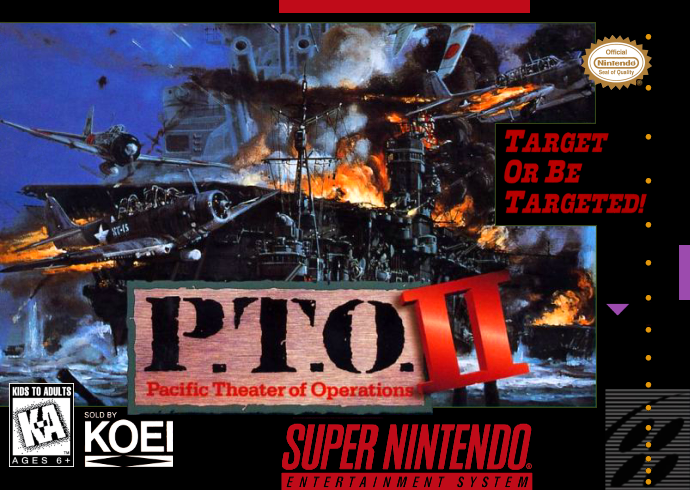 Official
Nintendo
Seal of Quality
TARGET
OR BE
TARGETED!
P.T.O. II
Pacific Theater of Operations
KIDS TO ADULTS
KA
AGES 6+
SOLD BY
KOEI
SUPER NINTENDO
ENTERTAINMENT SYSTEM